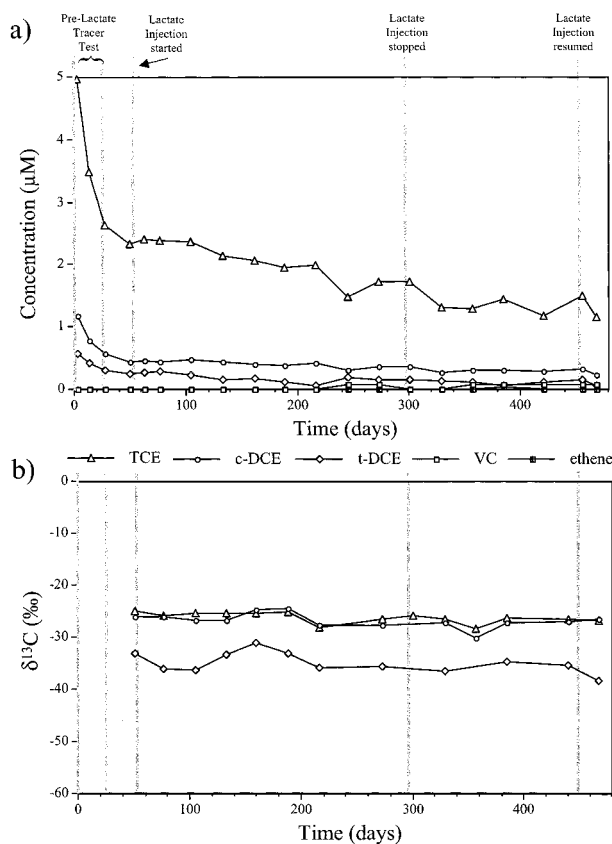 a)
Pre-Lactate
Tracer
Test
Lactate
Injection
started
Lactate
Injection
stopped
Lactate
Injection
resumed
5
4
3
2
1
0
Concentration (µM)
0 100 200 300 400
Time (days)
TCE c-DCE t-DCE VC ethene
b)
0
-10
-20
-30
-40
-50
-60
δ¹³C (‰)
0 100 200 300 400
Time (days)